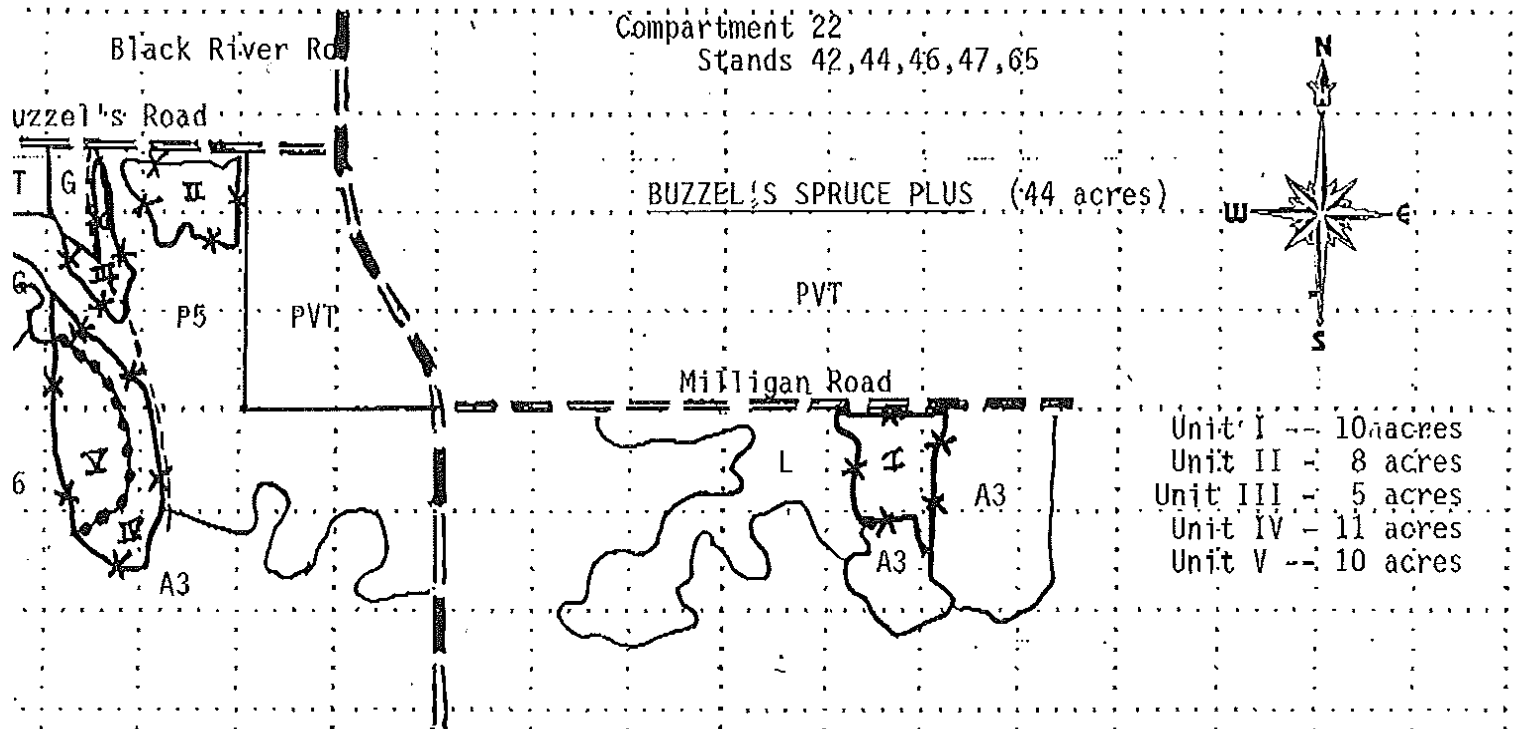 Compartment 22
Stands 42,44,46,47,65
Black River Rd
uzzel's Road
N
W
E
S
BUZZEL'S SPRUCE PLUS (44 acres)
T
G
II
III
G
P5
PVT
PVT
Milligan Road
6
V
IV
A3
L
I
A3
A3
Unit I -- 10 acres
Unit II - 8 acres
Unit III - 5 acres
Unit IV - 11 acres
Unit V -- 10 acres